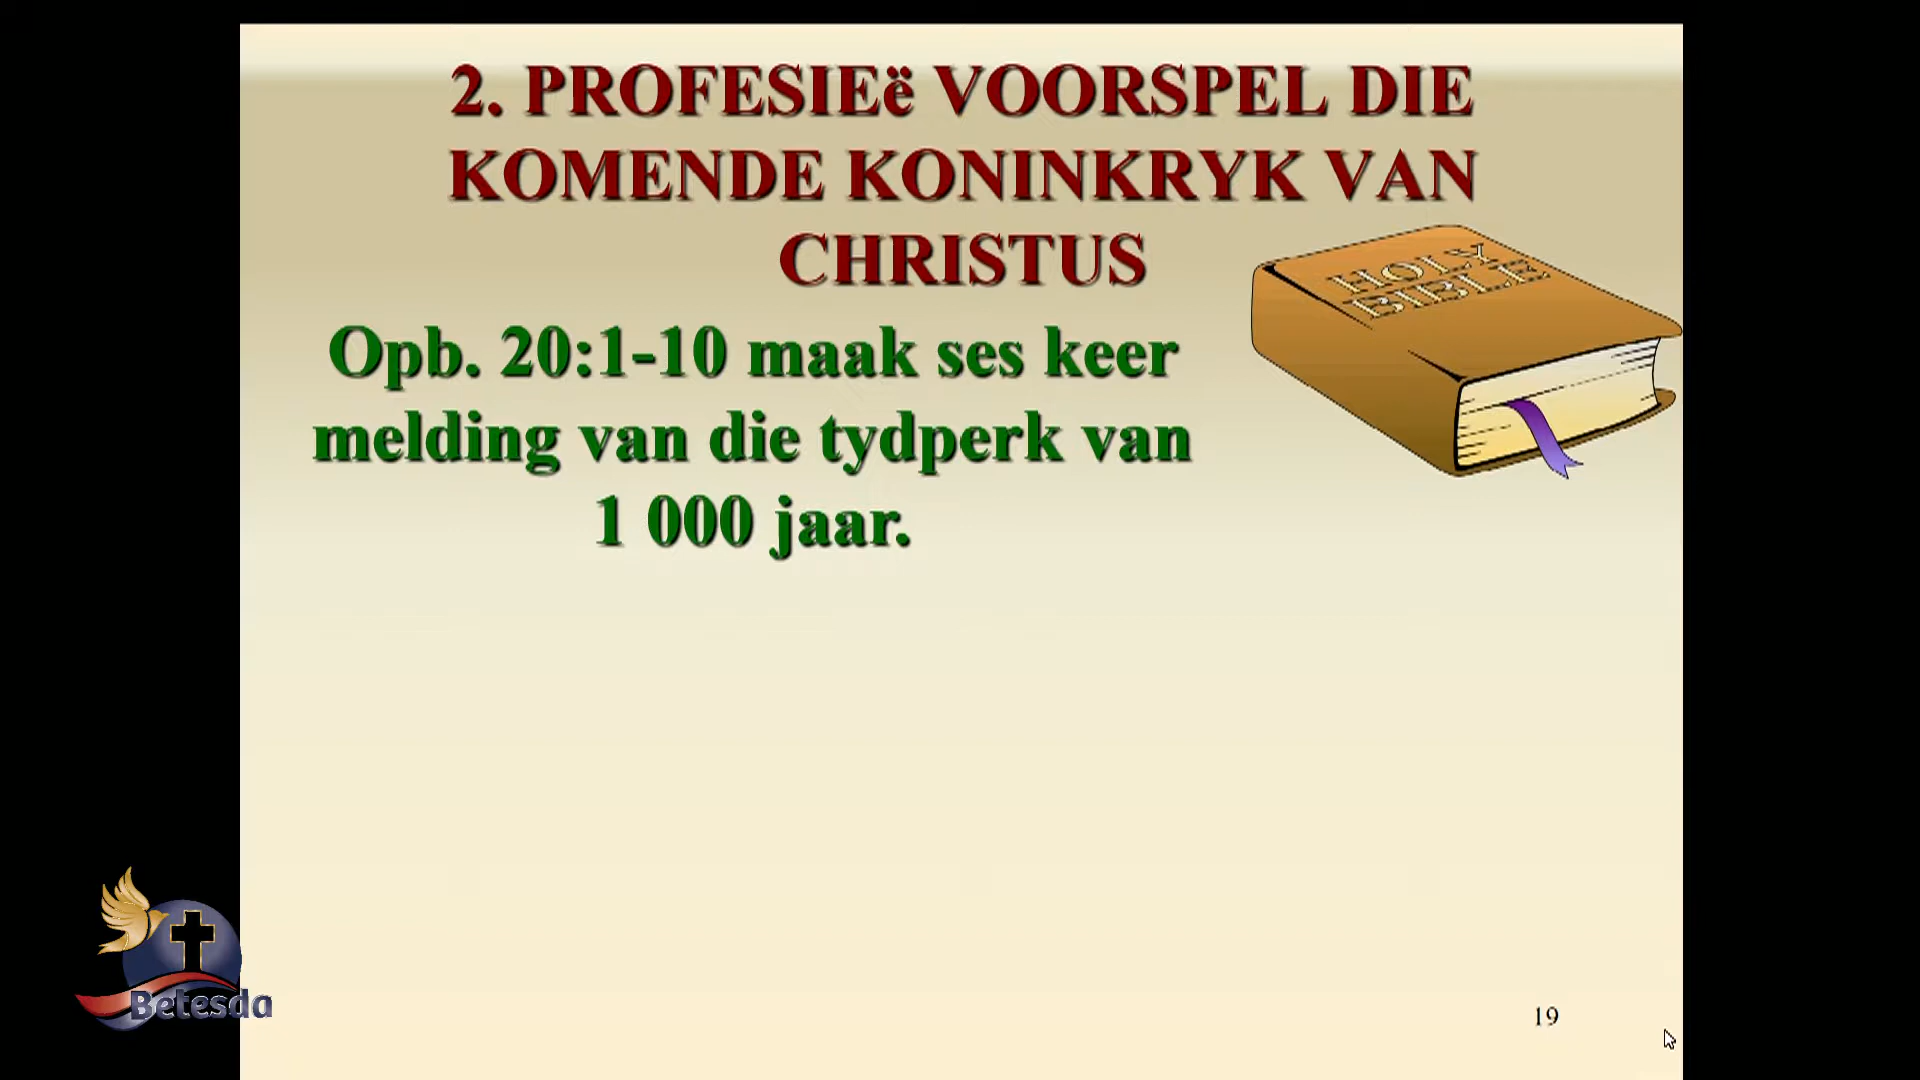 2. PROFESIEë VOORSPEL DIE
KOMENDE KONINKRYK VAN
CHRISTUS
HOLY
BIBLE
Opb. 20:1-10 maak ses keer
melding van die tydperk van
1 000 jaar.
Betesda
19